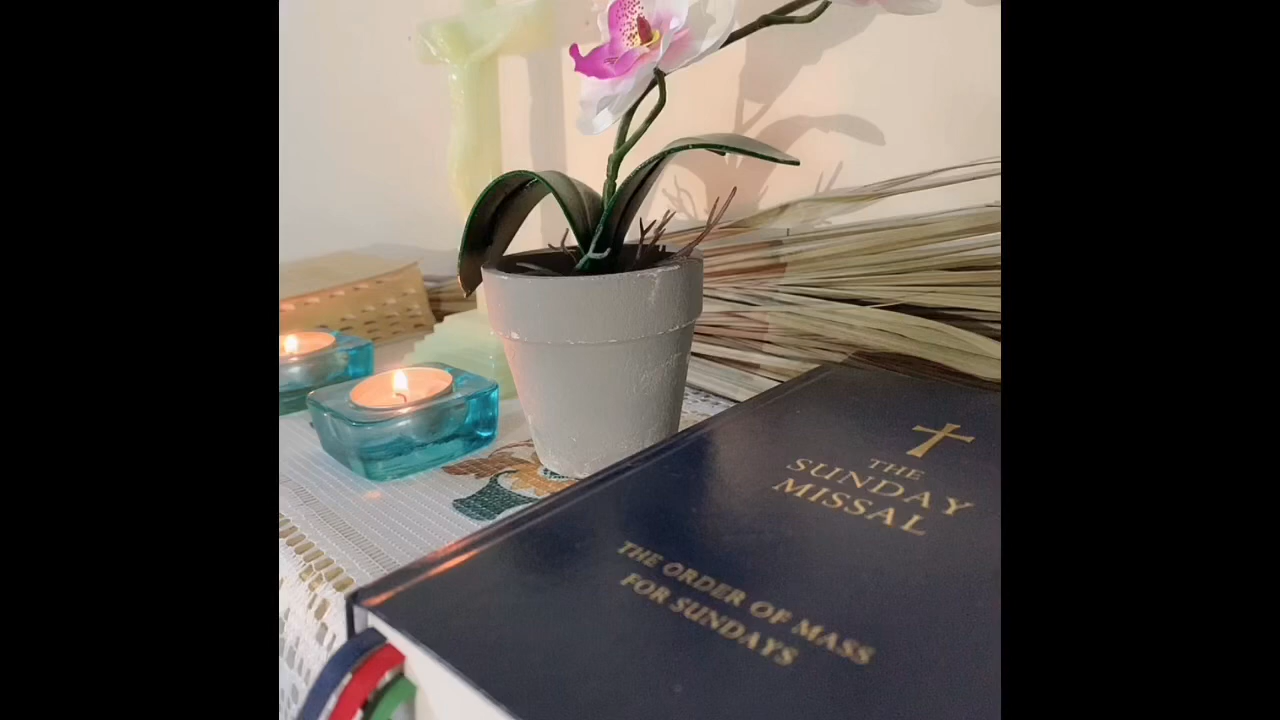 THE
SUNDAY
MISSAL
THE ORDER OF MASS
FOR SUNDAYS